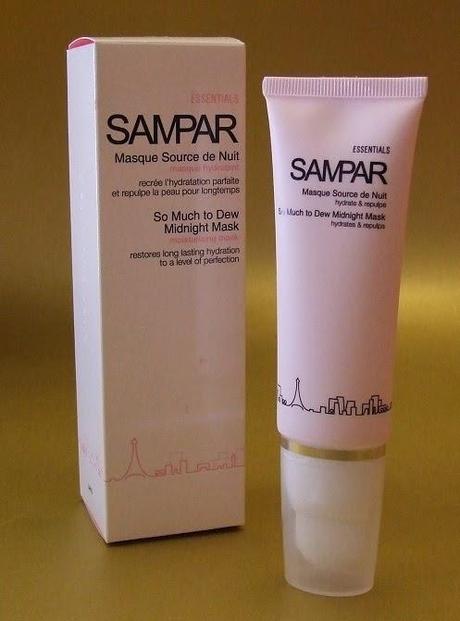 ESSENTIALS
SAMPAR
Masque Source de Nuit
masque hydratant
recrée l'hydratation parfaite
et repulpe la peau pour longtemps
So Much to Dew
Midnight Mask
moisturising mask
restores long lasting hydration
to a level of perfection
ESSENTIALS
SAMPAR
Masque Source de Nuit
hydrate & repulpe
So Much to Dew Midnight Mask
hydrates & repulps